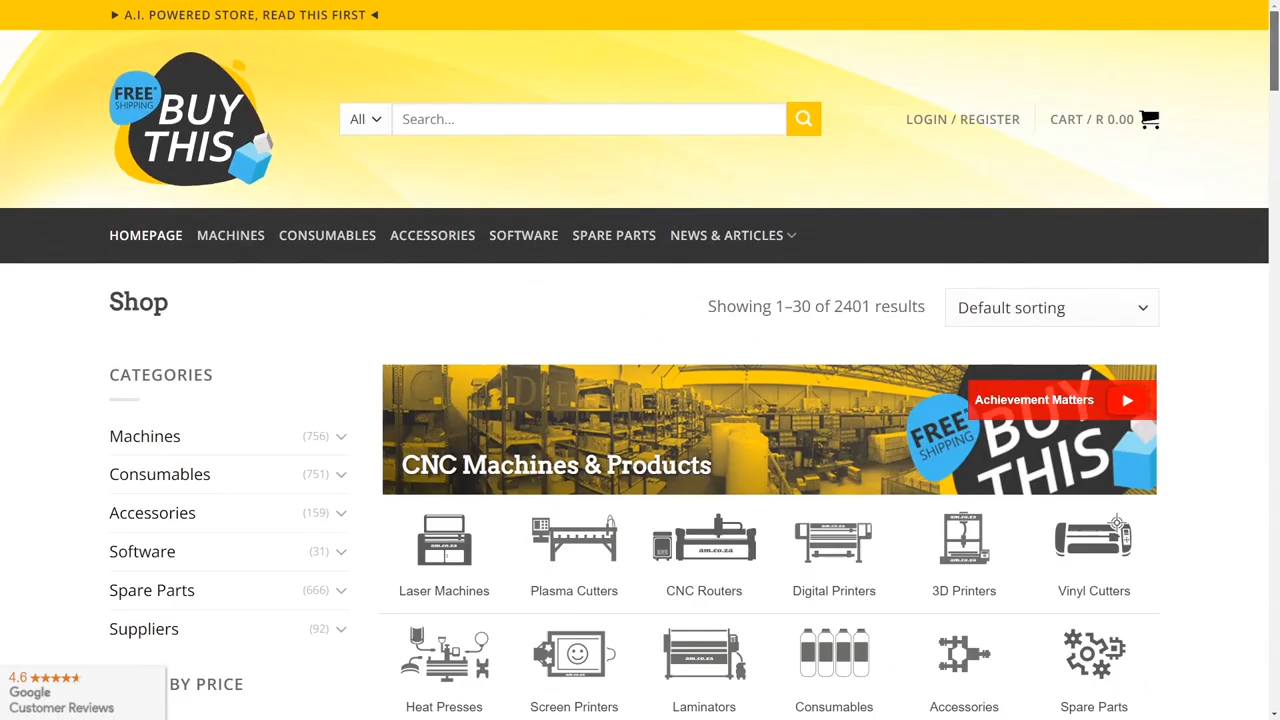 ▶ A.I. POWERED STORE, READ THIS FIRST ◀
FREE*
SHIPPING
BUY
THIS
All
Search...
LOGIN / REGISTER
CART / R 0.00
HOMEPAGE MACHINES CONSUMABLES ACCESSORIES SOFTWARE SPARE PARTS NEWS & ARTICLES
Shop
Showing 1–30 of 2401 results
Default sorting
CATEGORIES
Machines (756)
Consumables (751)
Accessories (159)
Software (31)
Spare Parts (666)
Suppliers (92)
BY PRICE
CNC Machines & Products
Achievement Matters
FREE*
SHIPPING
BUY
THIS
am.co.za
Laser Machines Plasma Cutters CNC Routers Digital Printers 3D Printers Vinyl Cutters
Heat Presses Screen Printers Laminators Consumables Accessories Spare Parts
4.6
Google
Customer Reviews